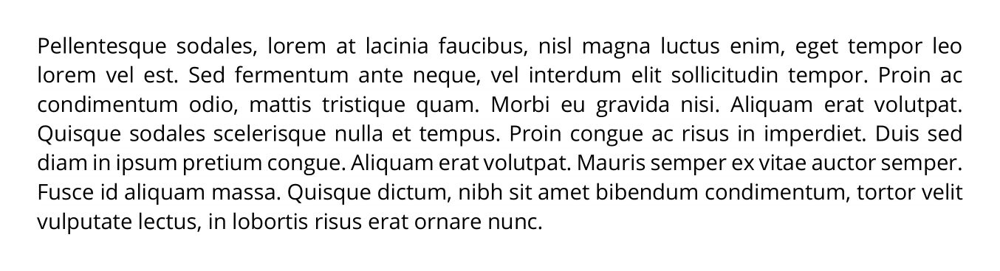 Pellentesque sodales, lorem at lacinia faucibus, nisl magna luctus enim, eget tempor leo
lorem vel est. Sed fermentum ante neque, vel interdum elit sollicitudin tempor. Proin ac
condimentum odio, mattis tristique quam. Morbi eu gravida nisi. Aliquam erat volutpat.
Quisque sodales scelerisque nulla et tempus. Proin congue ac risus in imperdiet. Duis sed
diam in ipsum pretium congue. Aliquam erat volutpat. Mauris semper ex vitae auctor semper.
Fusce id aliquam massa. Quisque dictum, nibh sit amet bibendum condimentum, tortor velit
vulputate lectus, in lobortis risus erat ornare nunc.